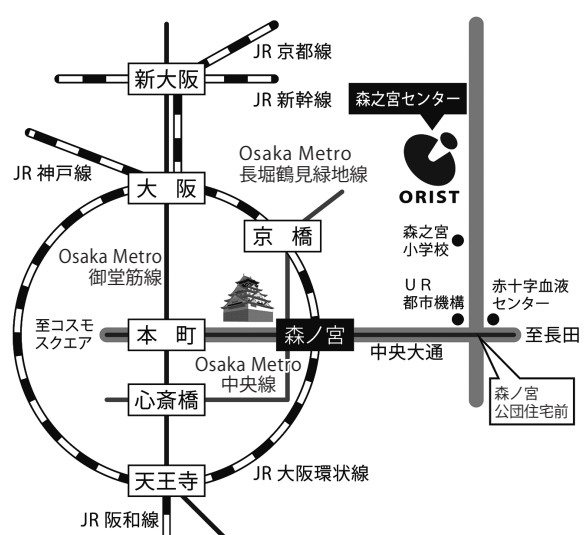 JR 京都線
新大阪
JR 新幹線
森之宮センター
Osaka Metro
長堀鶴見緑地線
JR 神戸線
大阪
ORIST
京橋
森之宮
小学校
Osaka Metro
御堂筋線
UR
都市機構
赤十字血液
センター
至コスモ
スクエア
本町
森ノ宮
中央大通
至長田
Osaka Metro
中央線
心斎橋
森ノ宮
公団住宅前
JR 大阪環状線
天王寺
JR 阪和線